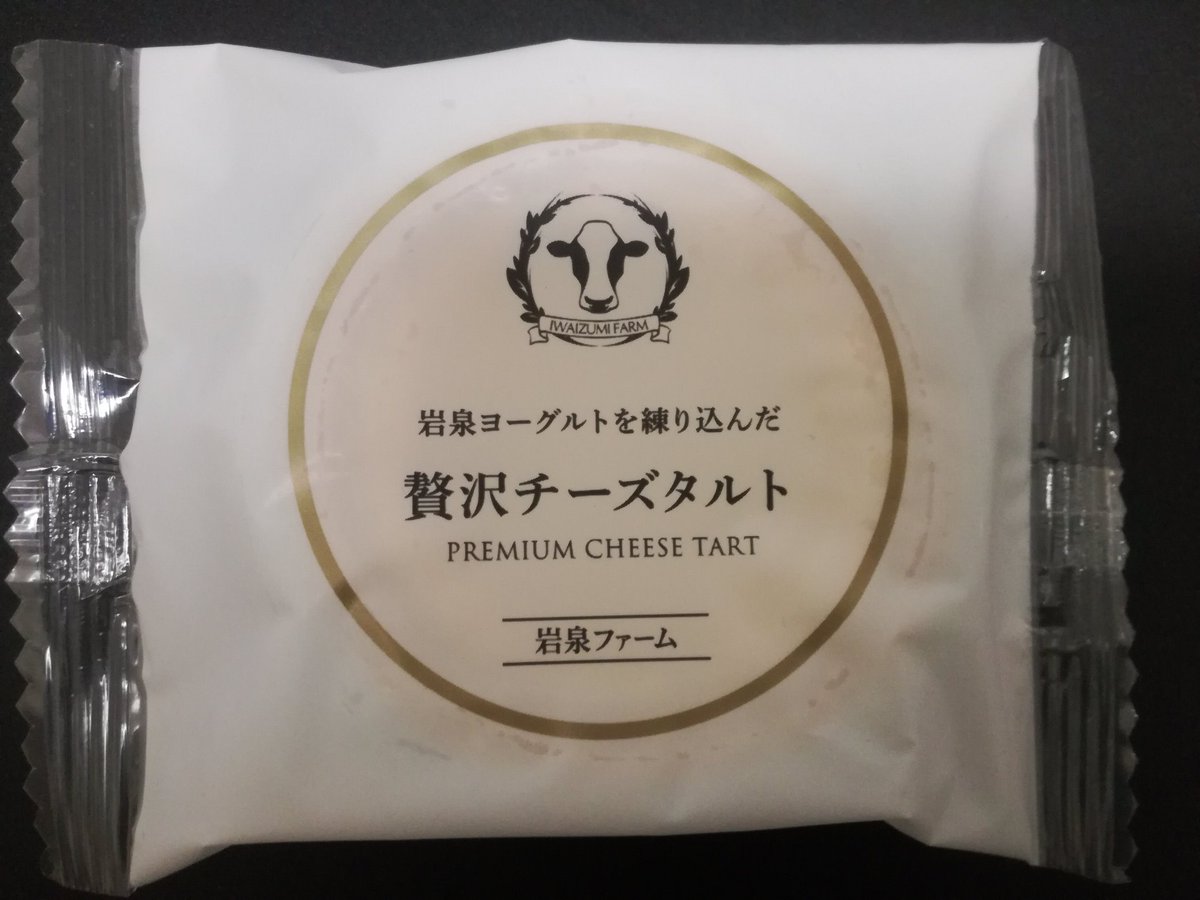 IWAIZUMI FARM
岩泉ヨーグルトを練り込んだ
贅沢チーズタルト
PREMIUM CHEESE TART
岩泉ファーム